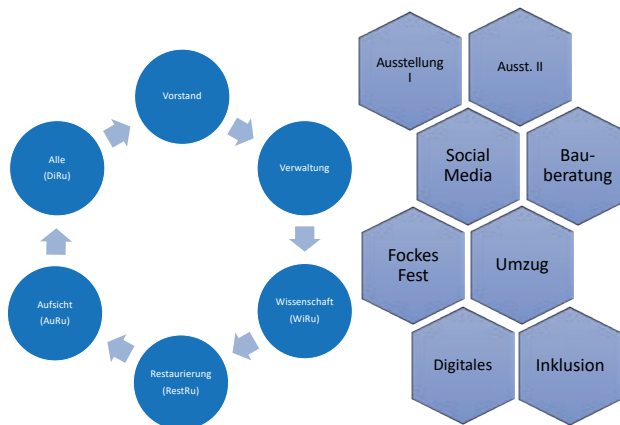 Vorstand
Verwaltung
Wissenschaft
(WiRu)
Restaurierung
(RestRu)
Aufsicht
(AuRu)
Alle
(DiRu)
Ausstellung
I
Ausst. II
Social
Media
Bau-
beratung
Fockes
Fest
Umzug
Digitales
Inklusion